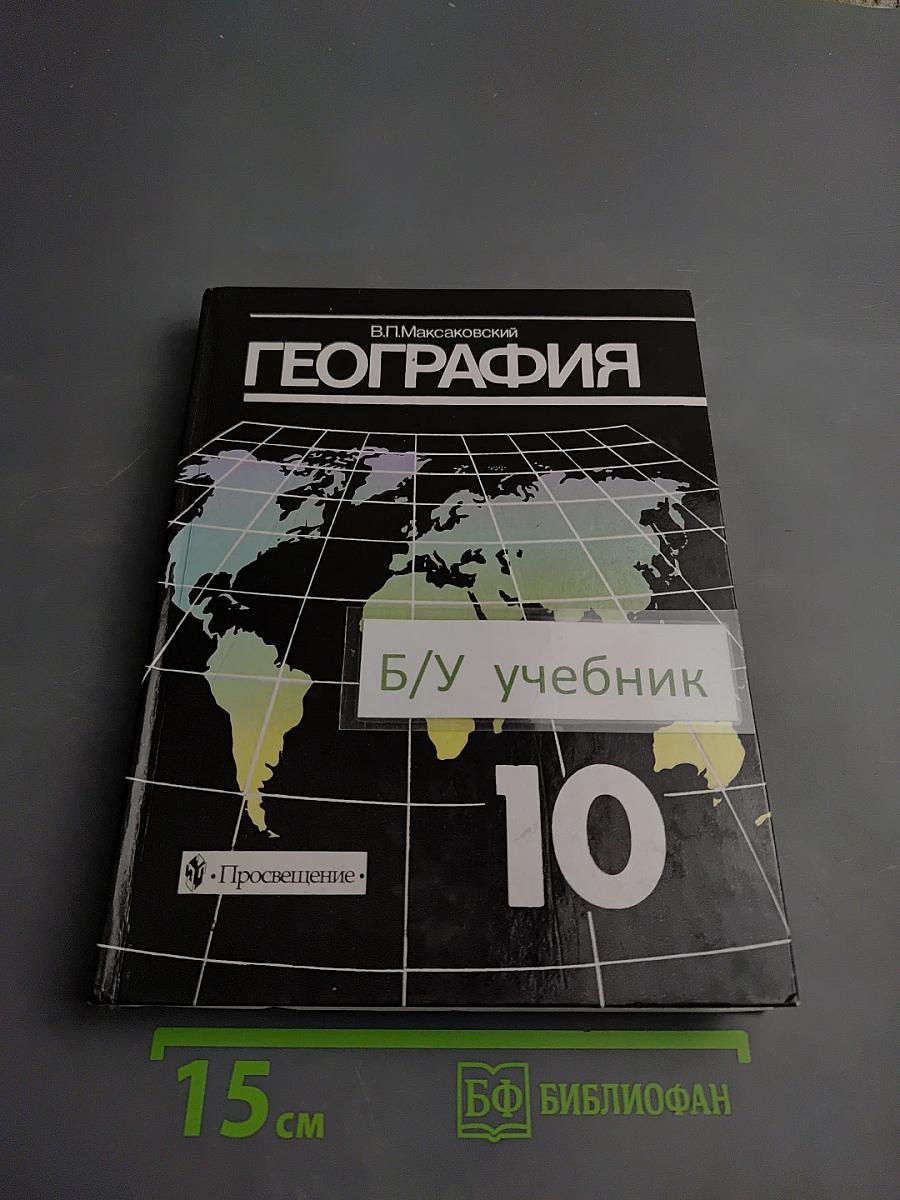 В.П.Максаковский
ГЕОГРАФИЯ
Б/У учебник
10
·Просвещение·
15 см
БФ БИБЛИОФАН